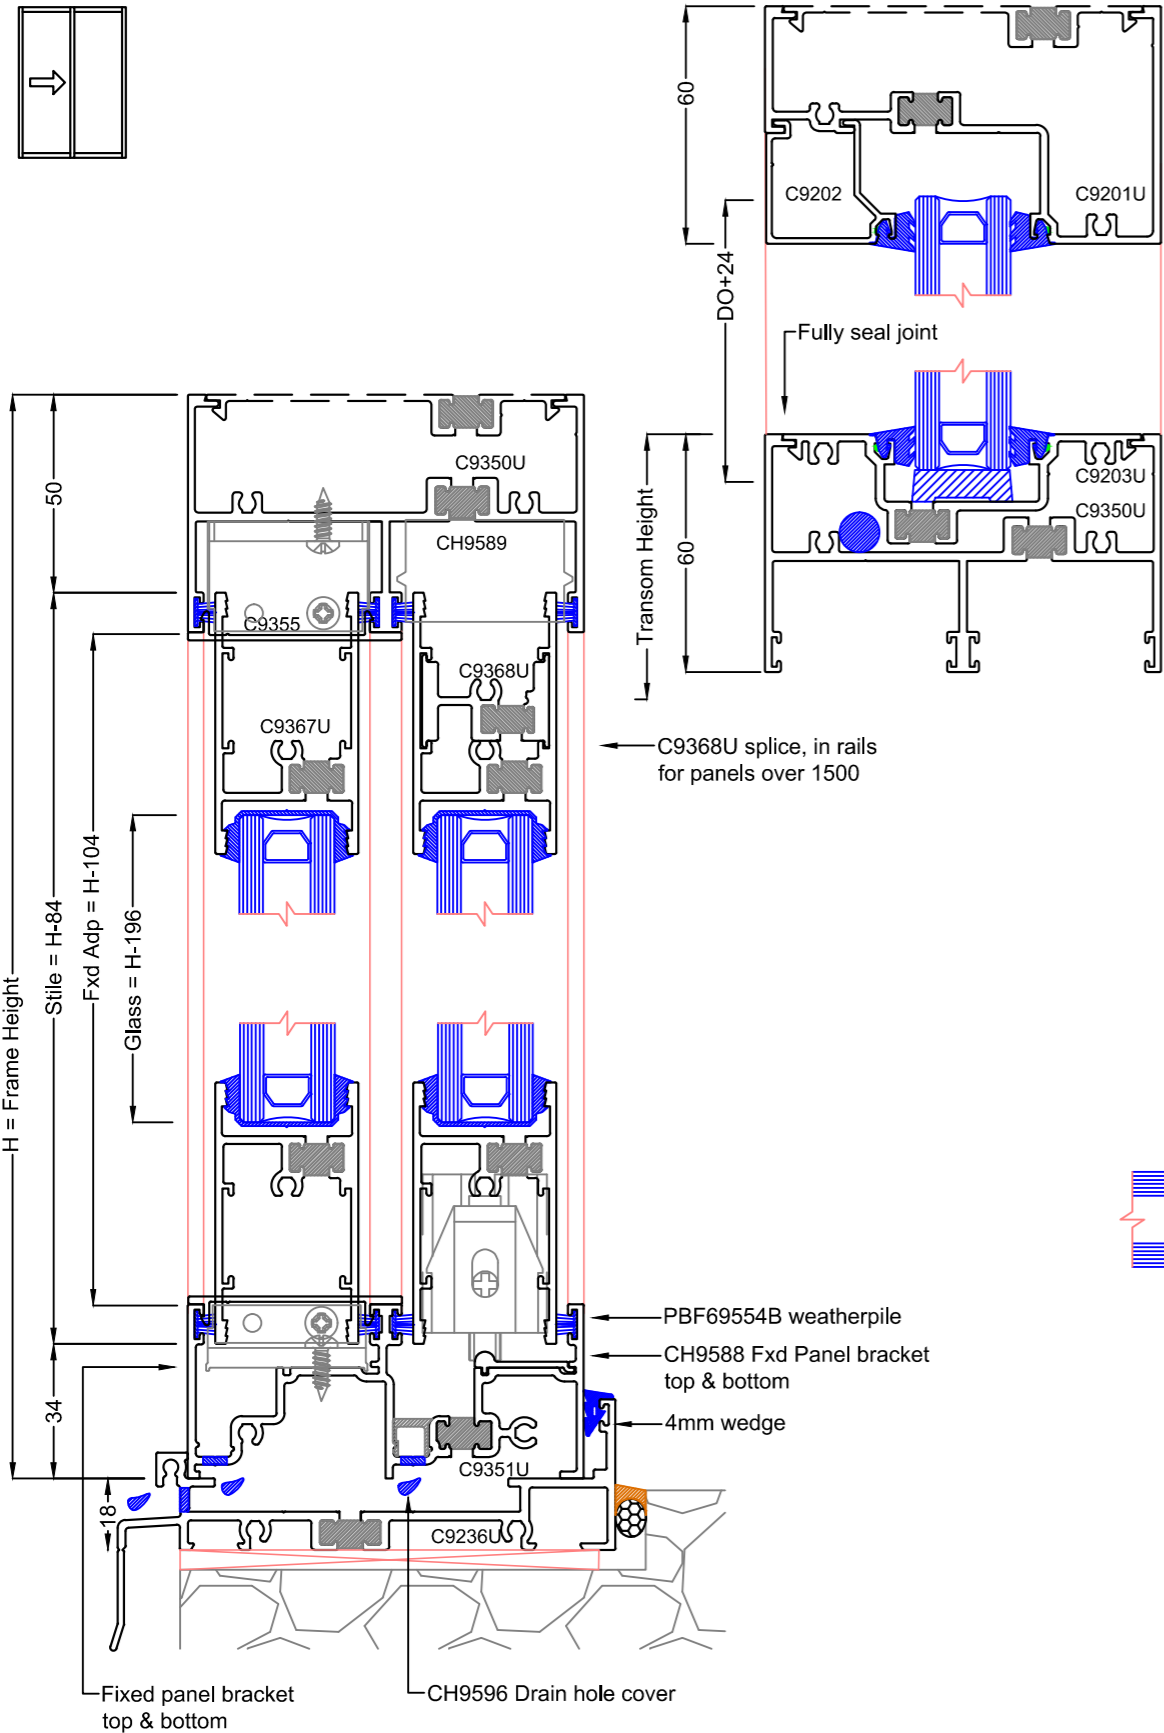 60
C9202
C9201U
DO+24
Fully seal joint
C9203U
C9350U
Transom Height
60
50
C9350U
CH9589
C9355
C9368U
C9367U
C9368U splice, in rails
for panels over 1500
H = Frame Height
Stile = H-84
Fxd Adp = H-104
Glass = H-196
PBF69554B weatherpile
CH9588 Fxd Panel bracket
top & bottom
4mm wedge
34
C9351U
18
C9236U
Fixed panel bracket
top & bottom
CH9596 Drain hole cover